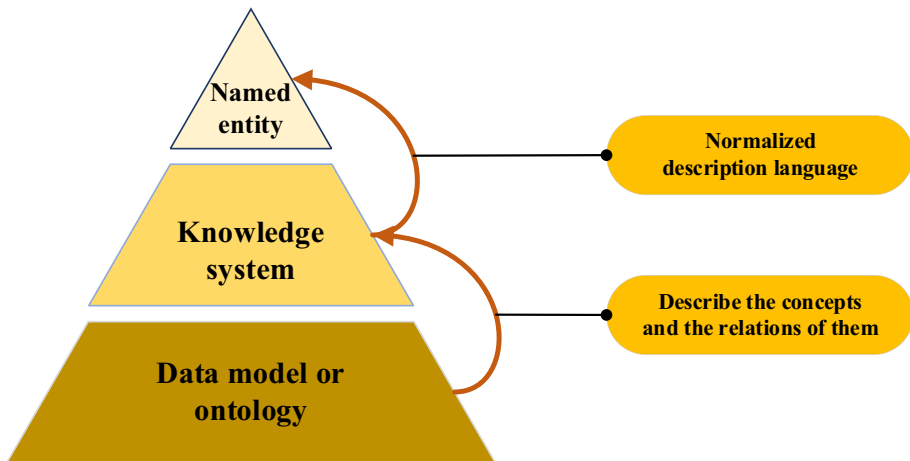 Named
entity
Normalized
description language
Knowledge
system
Describe the concepts
and the relations of them
Data model or
ontology